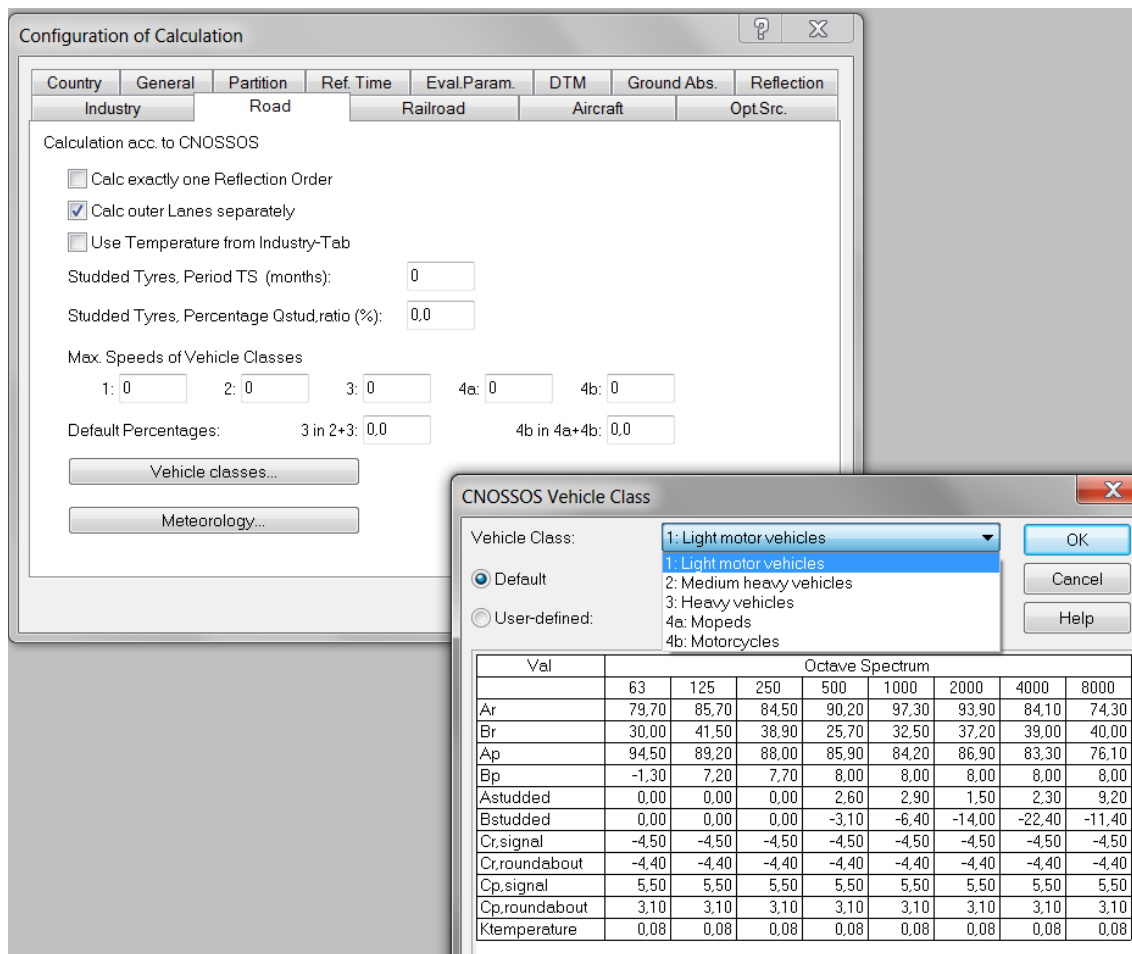 Configuration of Calculation
Country General Partition Ref. Time Eval.Param. DTM Ground Abs. Reflection
Industry Road Railroad Aircraft Opt.Src.
Calculation acc. to CNOSSOS
Calc exactly one Reflection Order
Calc outer Lanes separately
Use Temperature from Industry-Tab
Studded Tyres, Period TS (months): 0
Studded Tyres, Percentage Qstud,ratio (%): 0,0
Max. Speeds of Vehicle Classes
1: 0 2: 0 3: 0 4a: 0 4b: 0
Default Percentages: 3 in 2+3: 0,0 4b in 4a+4b: 0,0
Vehicle classes...
Meteorology...
CNOSSOS Vehicle Class
Vehicle Class: 1: Light motor vehicles OK
1: Light motor vehicles
Default 2: Medium heavy vehicles Cancel
3: Heavy vehicles
User-defined: 4a: Mopeds Help
4b: Motorcycles
Val Octave Spectrum
63 125 250 500 1000 2000 4000 8000
Ar 79,70 85,70 84,50 90,20 97,30 93,90 84,10 74,30
Br 30,00 41,50 38,90 25,70 32,50 37,20 39,00 40,00
Ap 94,50 89,20 88,00 85,90 84,20 86,90 83,30 76,10
Bp -1,30 7,20 7,70 8,00 8,00 8,00 8,00 8,00
Astudded 0,00 0,00 0,00 2,60 2,90 1,50 2,30 9,20
Bstudded 0,00 0,00 0,00 -3,10 -6,40 -14,00 -22,40 -11,40
Cr,signal -4,50 -4,50 -4,50 -4,50 -4,50 -4,50 -4,50 -4,50
Cr,roundabout -4,40 -4,40 -4,40 -4,40 -4,40 -4,40 -4,40 -4,40
Cp,signal 5,50 5,50 5,50 5,50 5,50 5,50 5,50 5,50
Cp,roundabout 3,10 3,10 3,10 3,10 3,10 3,10 3,10 3,10
Ktemperature 0,08 0,08 0,08 0,08 0,08 0,08 0,08 0,08